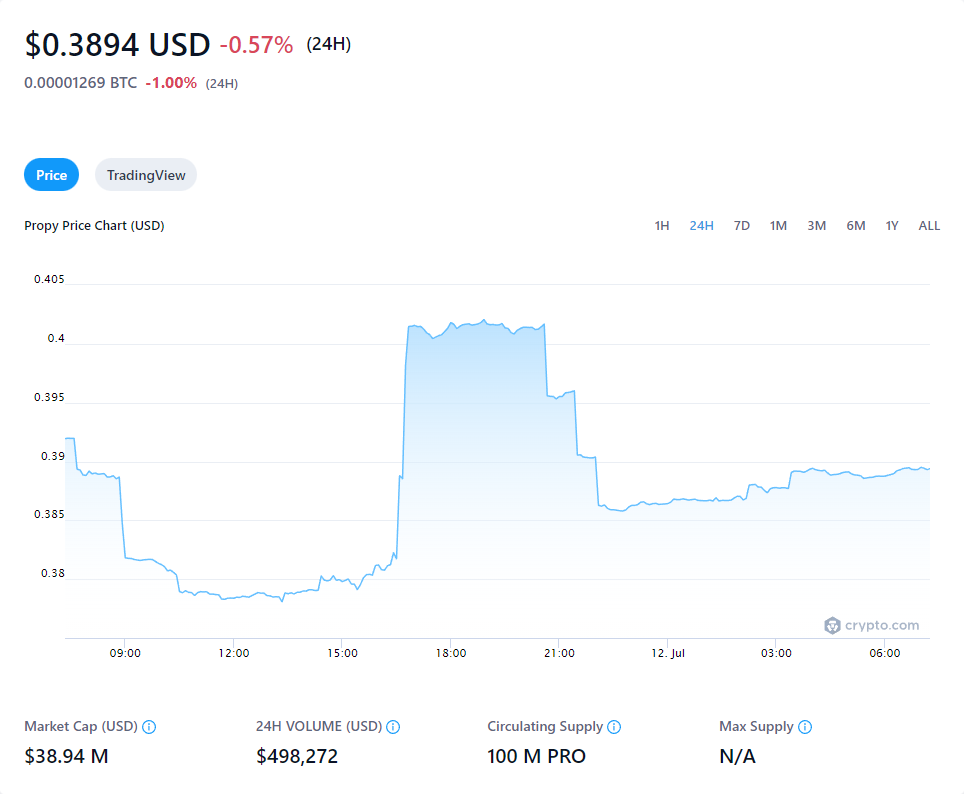 $0.3894 USD -0.57% (24H)
0.00001269 BTC -1.00% (24H)
Price TradingView
Propy Price Chart (USD) 1H 24H 7D 1M 3M 6M 1Y ALL
0.405
0.4
0.395
0.39
0.385
0.38
crypto.com
09:00 12:00 15:00 18:00 21:00 12. Jul 03:00 06:00
Market Cap (USD) 24H VOLUME (USD) Circulating Supply Max Supply
$38.94 M $498,272 100 M PRO N/A